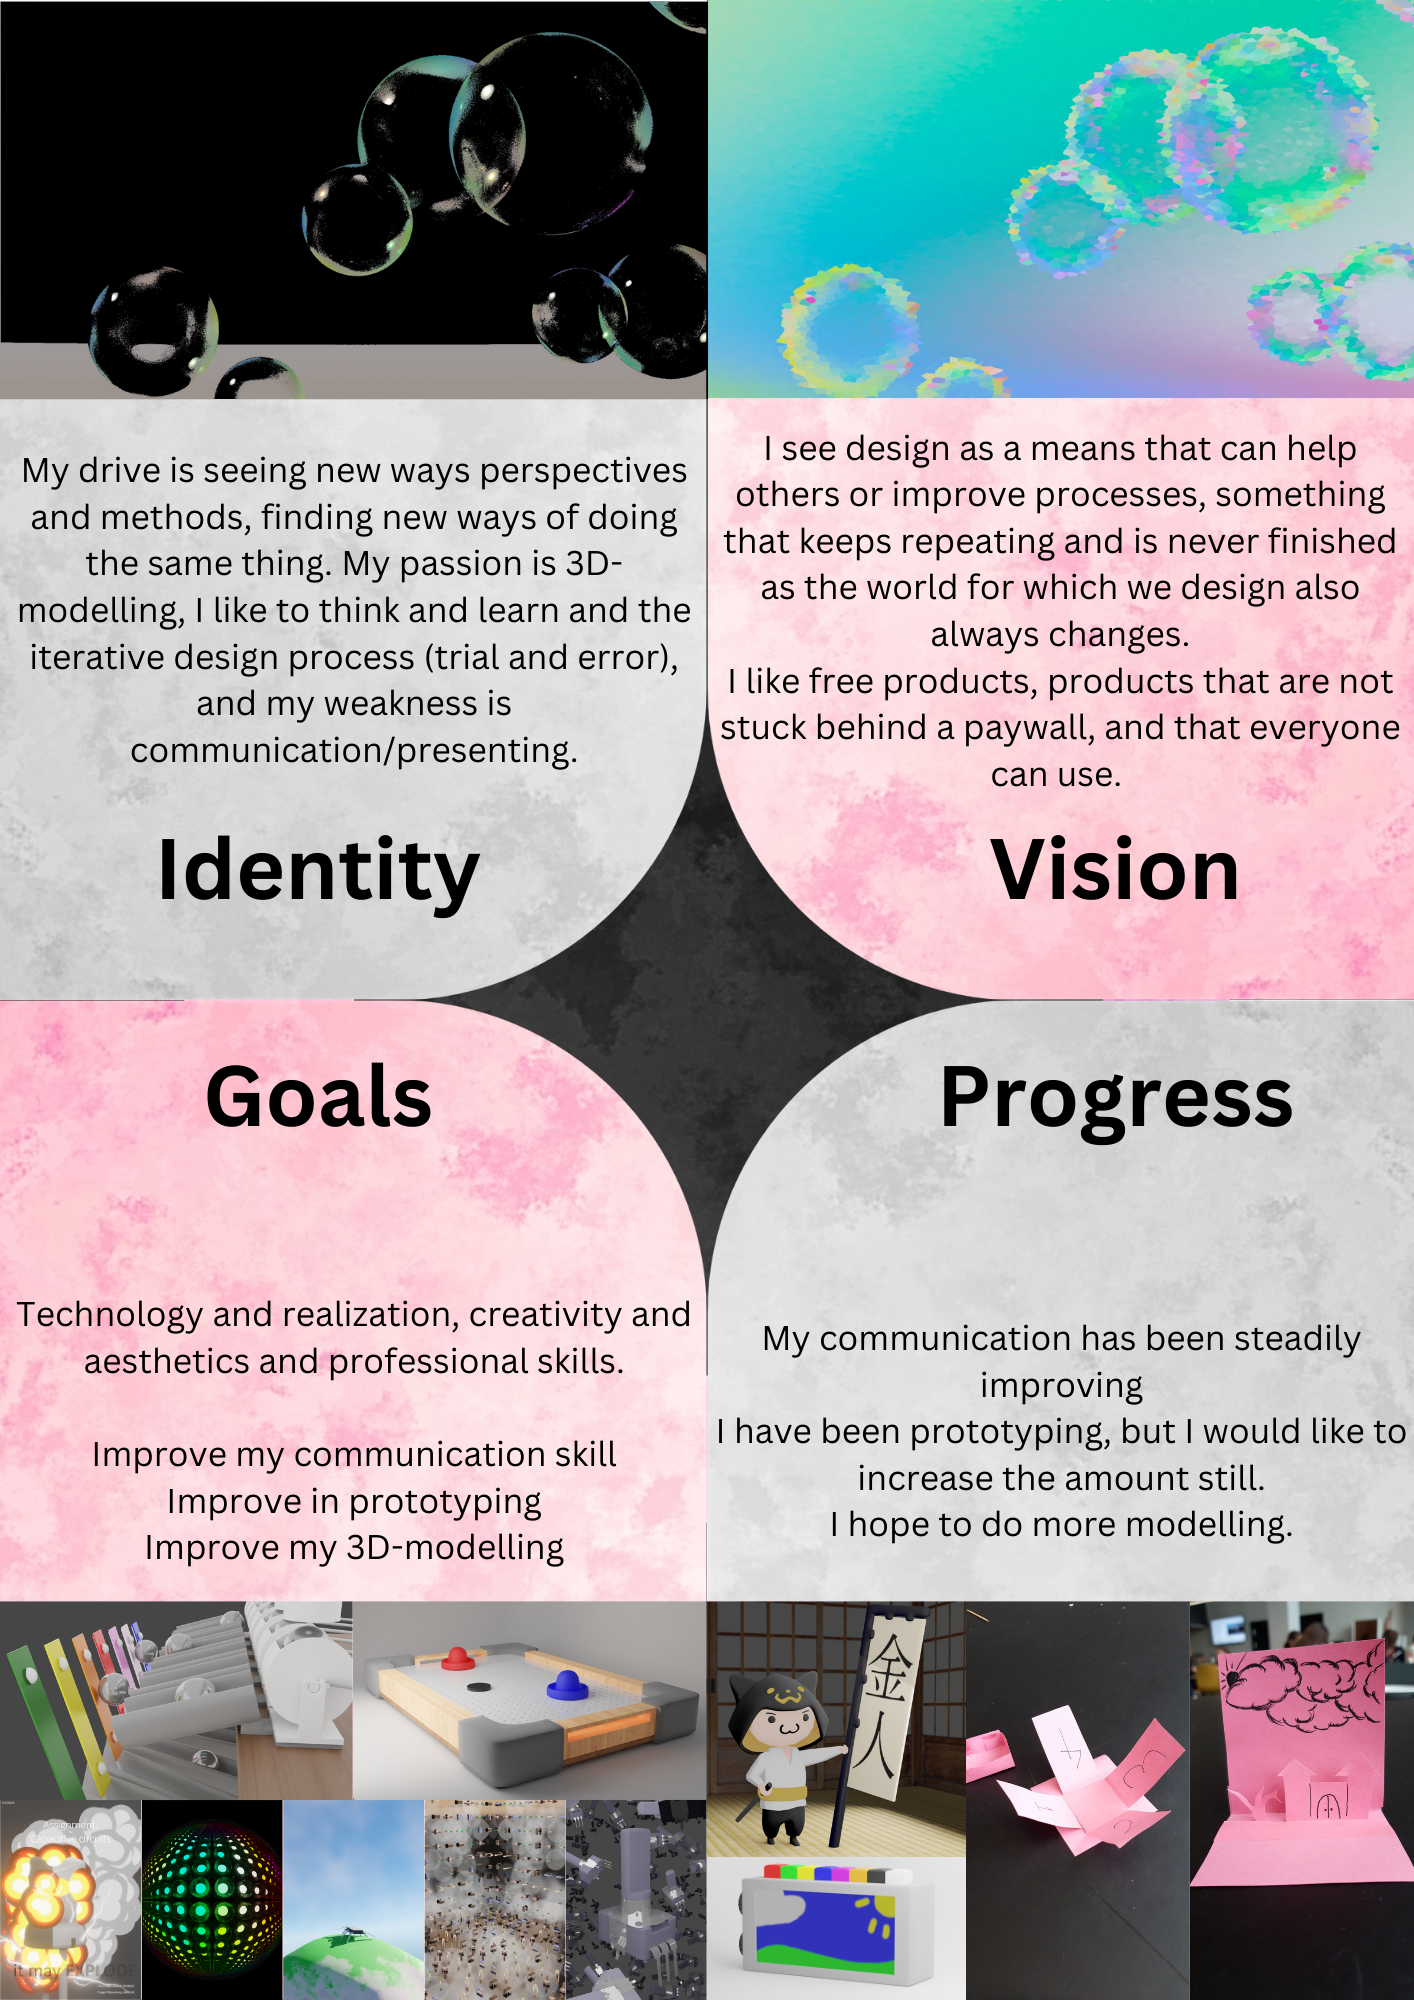 My drive is seeing new ways perspectives
and methods, finding new ways of doing
the same thing. My passion is 3D-
modelling, I like to think and learn and the
iterative design process (trial and error),
and my weakness is
communication/presenting.
Identity
I see design as a means that can help
others or improve processes, something
that keeps repeating and is never finished
as the world for which we design also
always changes.
I like free products, products that are not
stuck behind a paywall, and that everyone
can use.
Vision
Goals
Technology and realization, creativity and
aesthetics and professional skills.
Improve my communication skill
Improve in prototyping
Improve my 3D-modelling
Progress
My communication has been steadily
improving
I have been prototyping, but I would like to
increase the amount still.
I hope to do more modelling.
金人
Assignment:
Capacitive circuits
it may EXPLODE